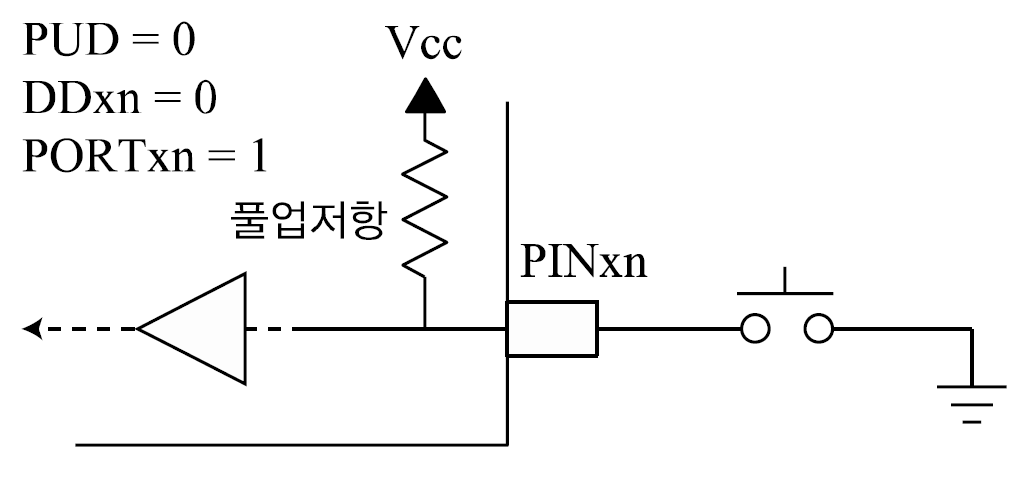 PUD = 0
DDxn = 0
PORTxn = 1
Vcc
풀업저항
PINxn